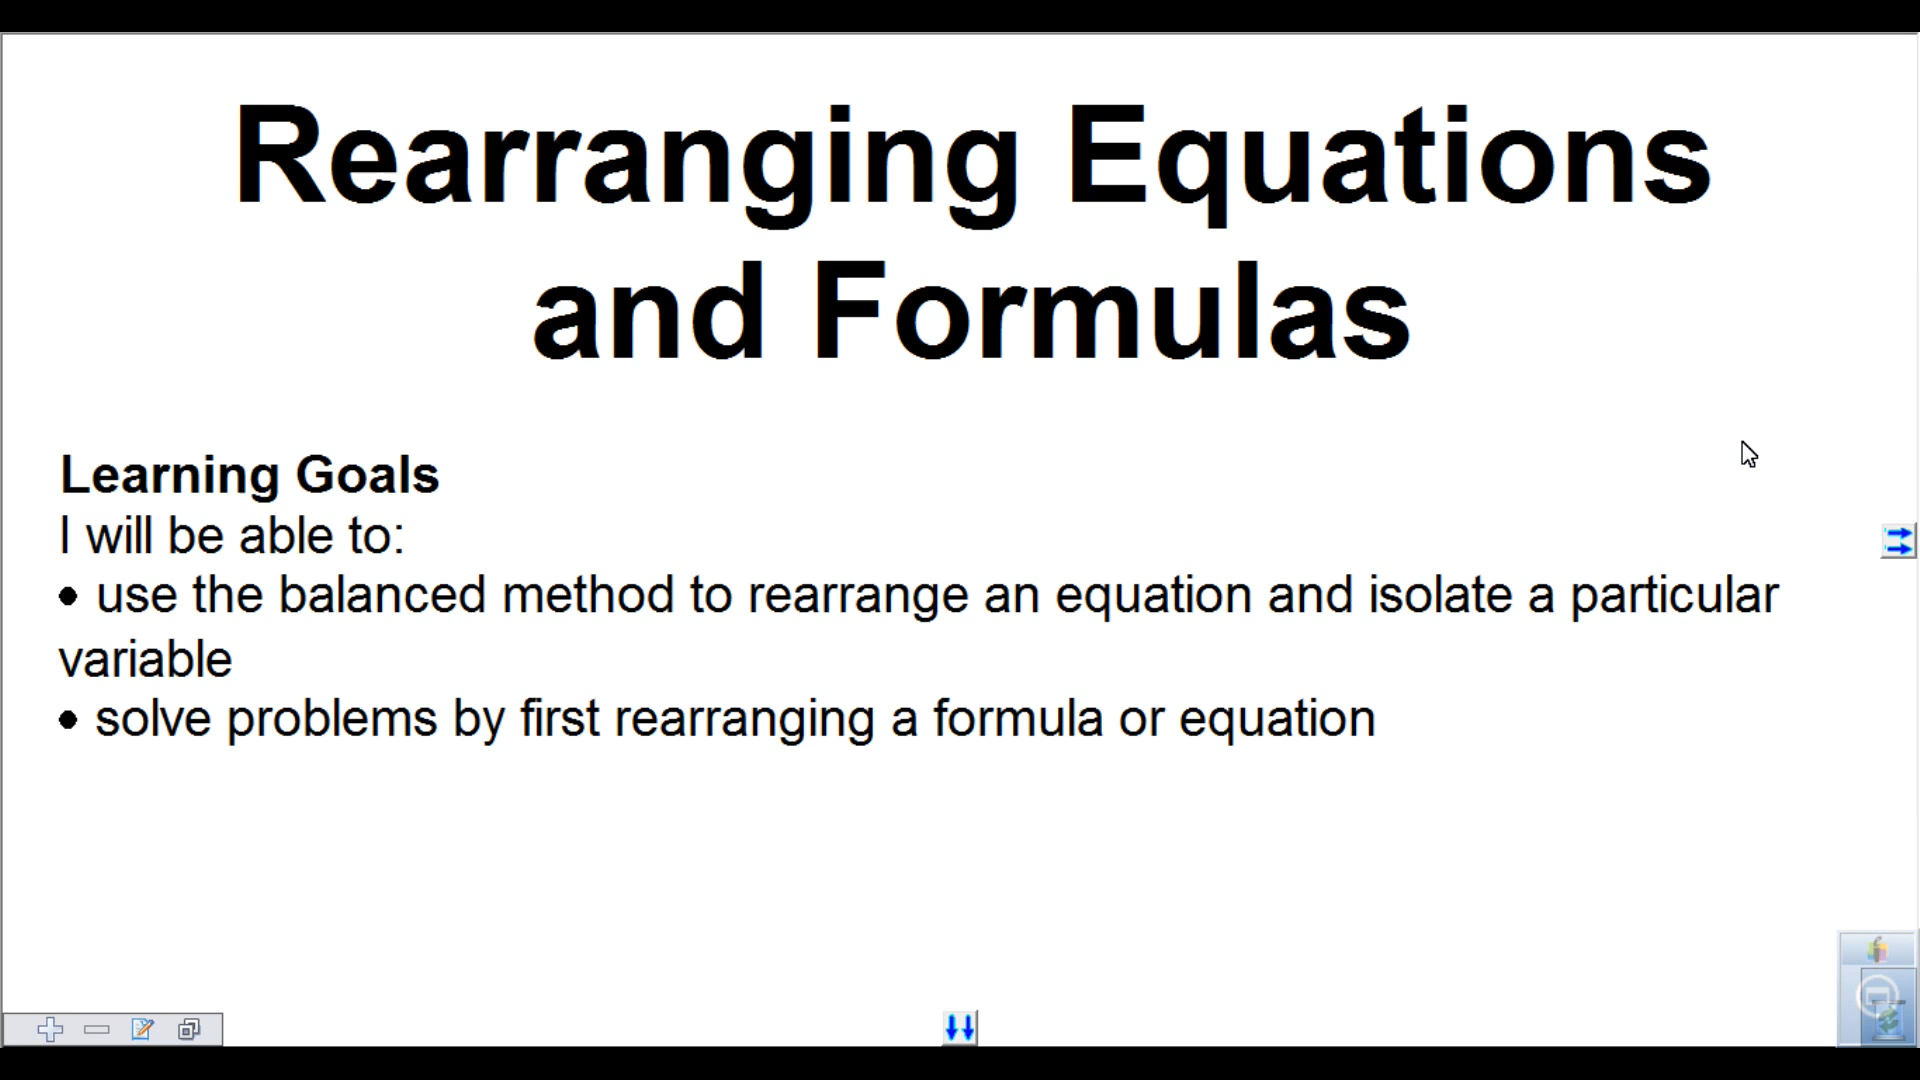 Rearranging Equations
and Formulas
Learning Goals
I will be able to:
• use the balanced method to rearrange an equation and isolate a particular
variable
• solve problems by first rearranging a formula or equation